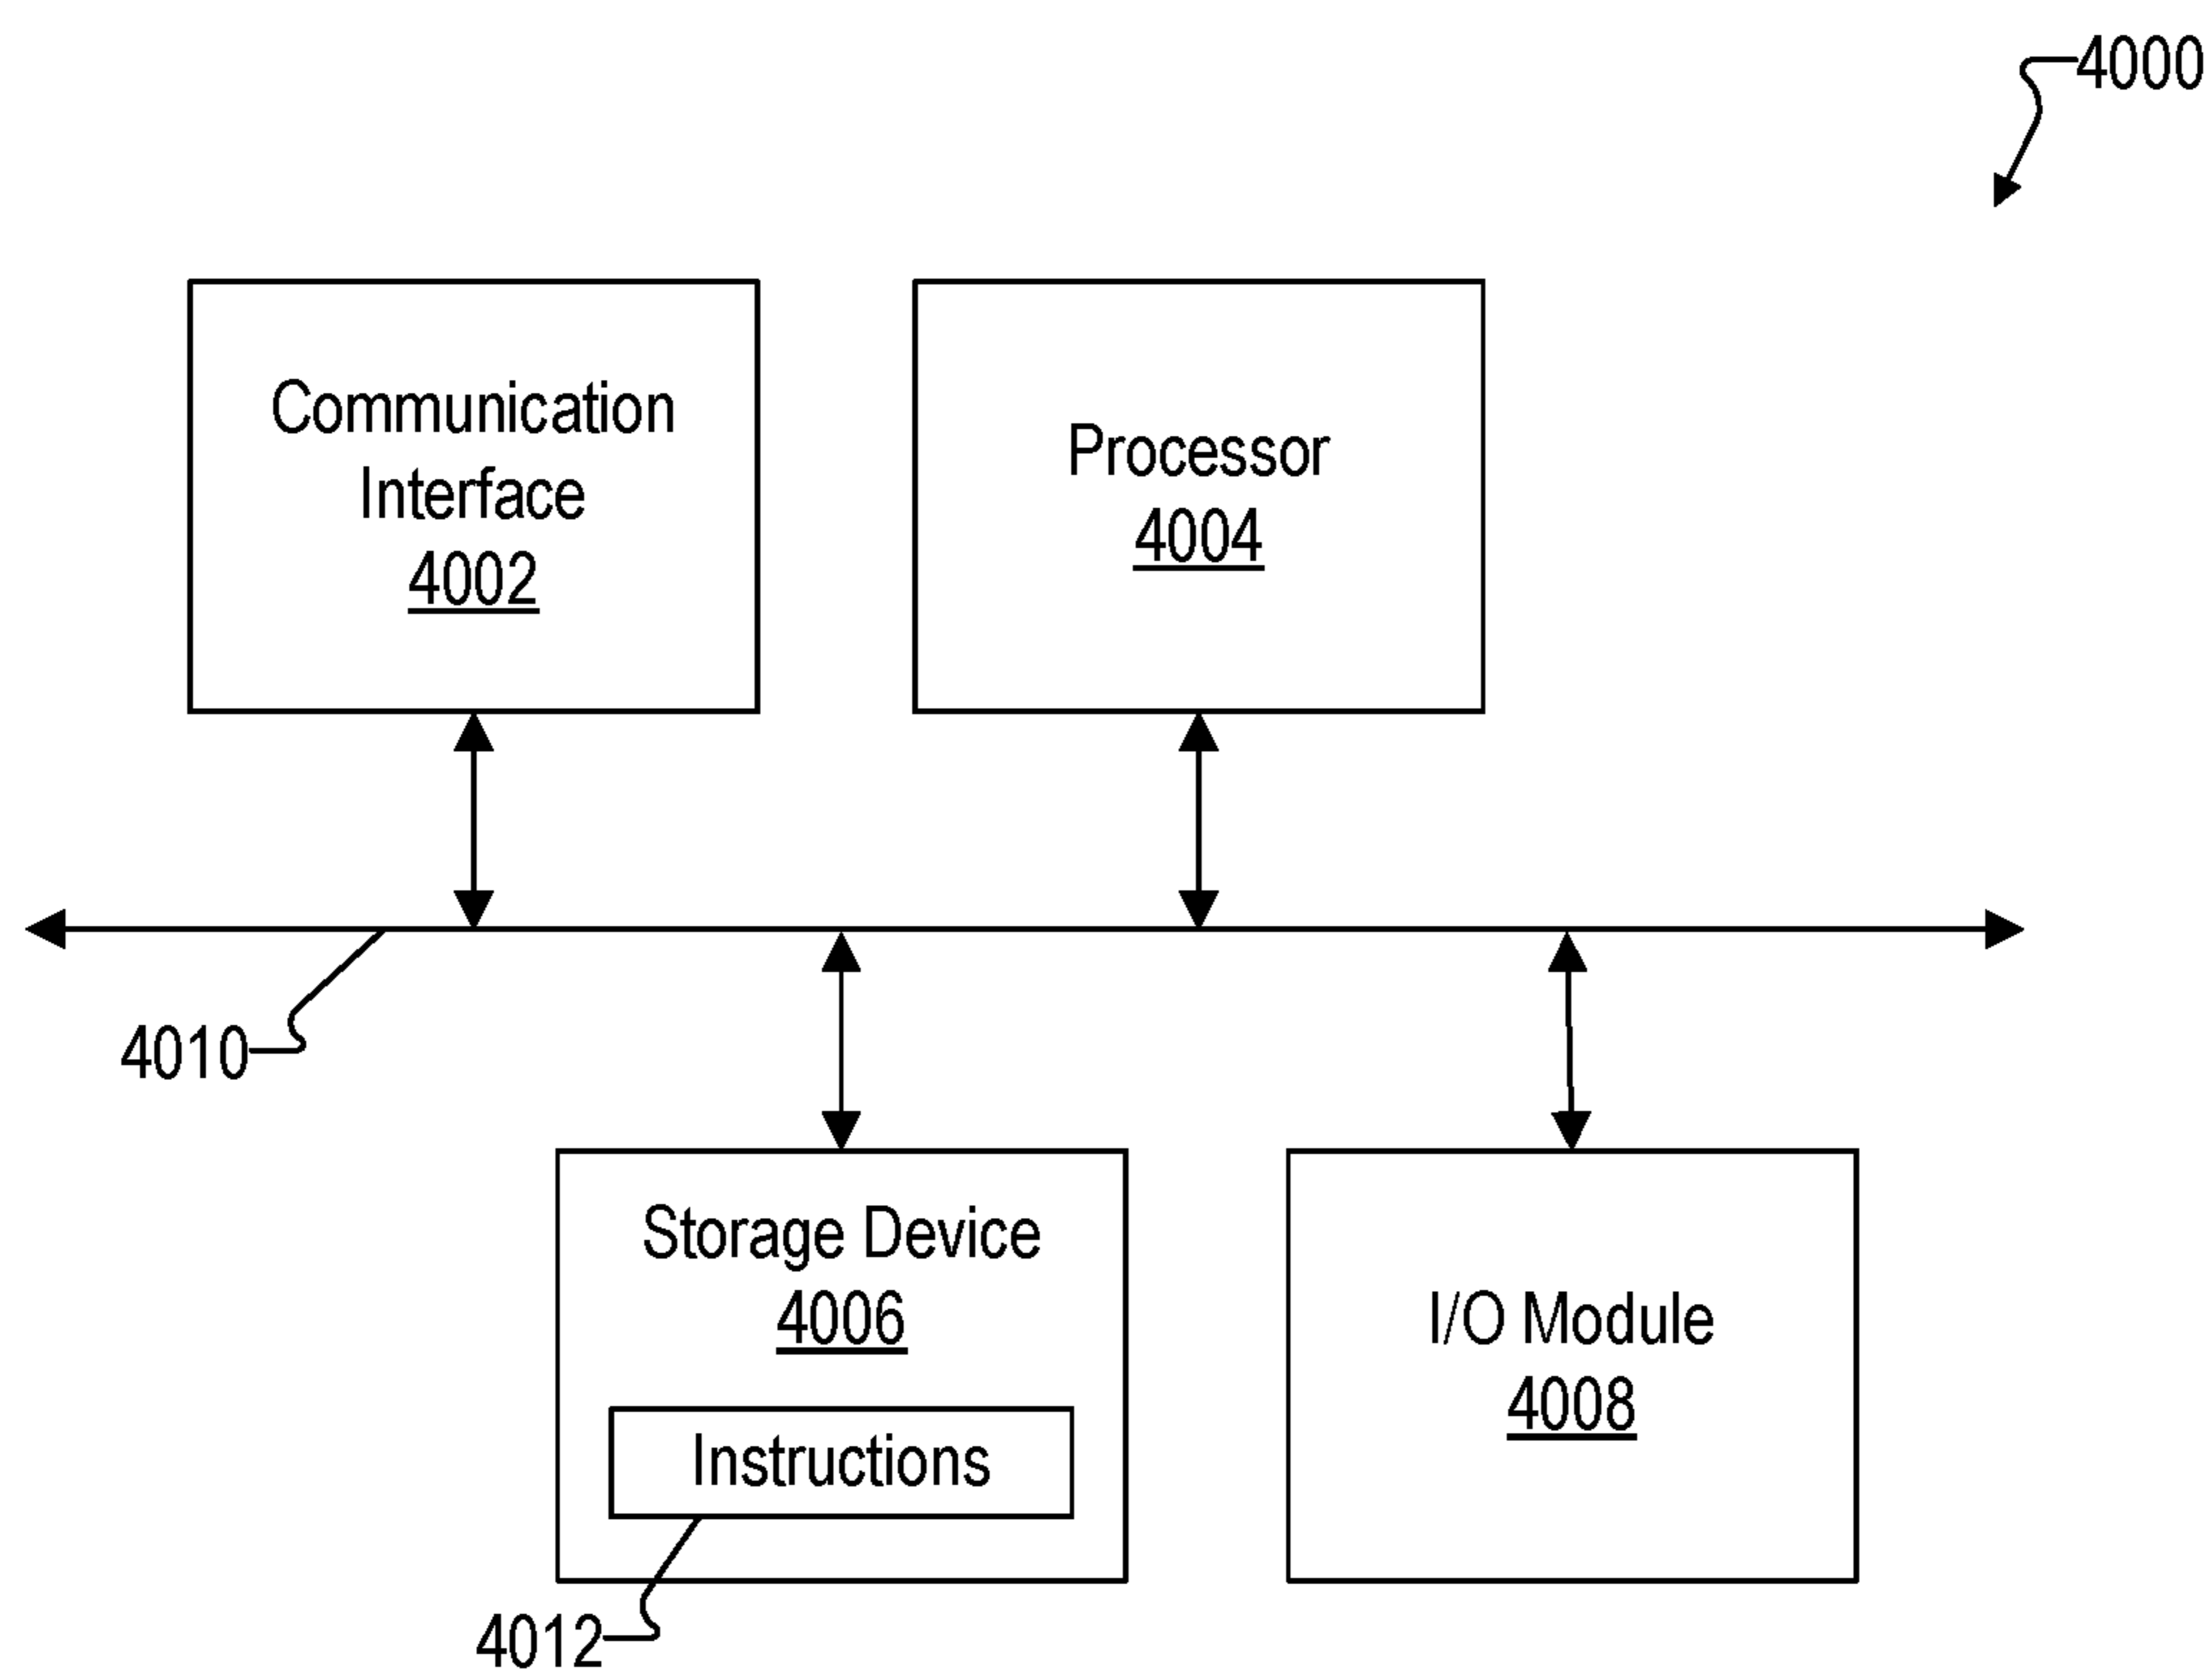 4000
Communication
Interface
4002
Processor
4004
4010
Storage Device
4006
Instructions
4012
I/O Module
4008